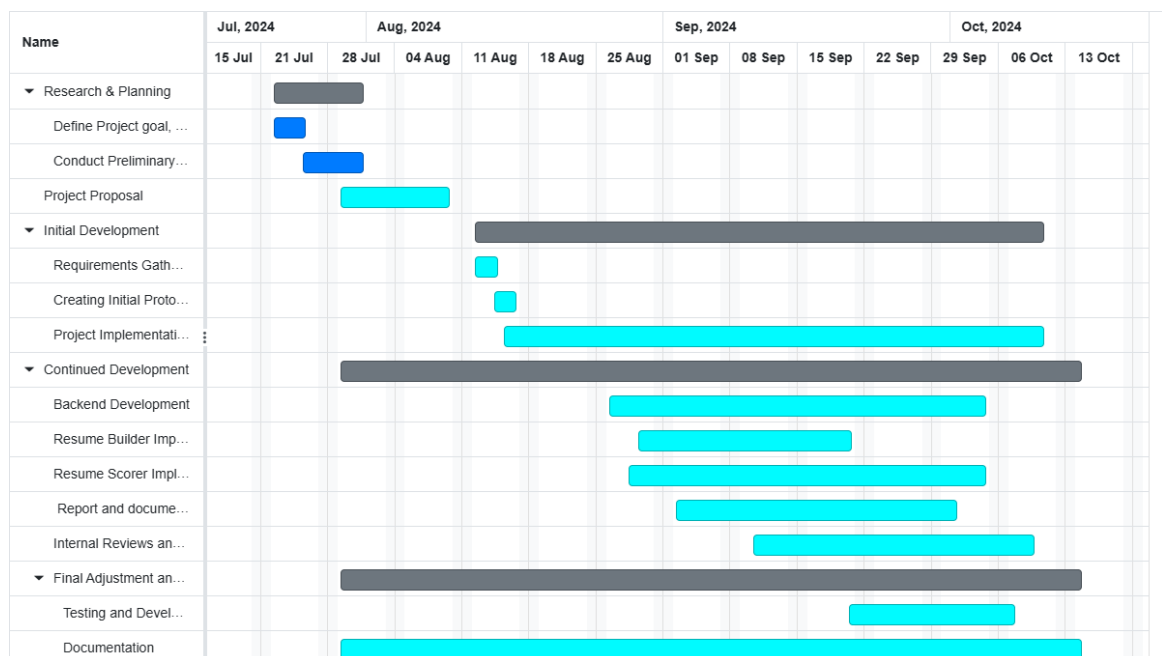 Name
Jul, 2024 Aug, 2024 Sep, 2024 Oct, 2024
15 Jul 21 Jul 28 Jul 04 Aug 11 Aug 18 Aug 25 Aug 01 Sep 08 Sep 15 Sep 22 Sep 29 Sep 06 Oct 13 Oct
Research & Planning
Define Project goal, ...
Conduct Preliminary...
Project Proposal
Initial Development
Requirements Gath...
Creating Initial Proto...
Project Implementati...
Continued Development
Backend Development
Resume Builder Imp...
Resume Scorer Impl...
Report and docume...
Internal Reviews an...
Final Adjustment an...
Testing and Devel...
Documentation